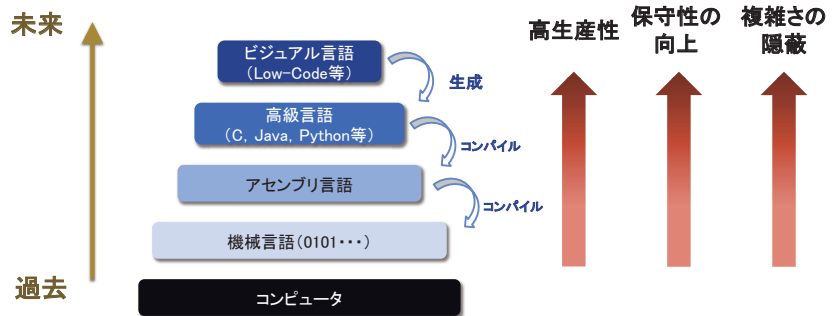 未来
ビジュアル言語
(Low-Code等)
生成
高級言語
(C, Java, Python等)
コンパイル
アセンブリ言語
コンパイル
機械言語(0101・・・)
過去
コンピュータ
高生産性
保守性の
向上
複雑さの
隠蔽